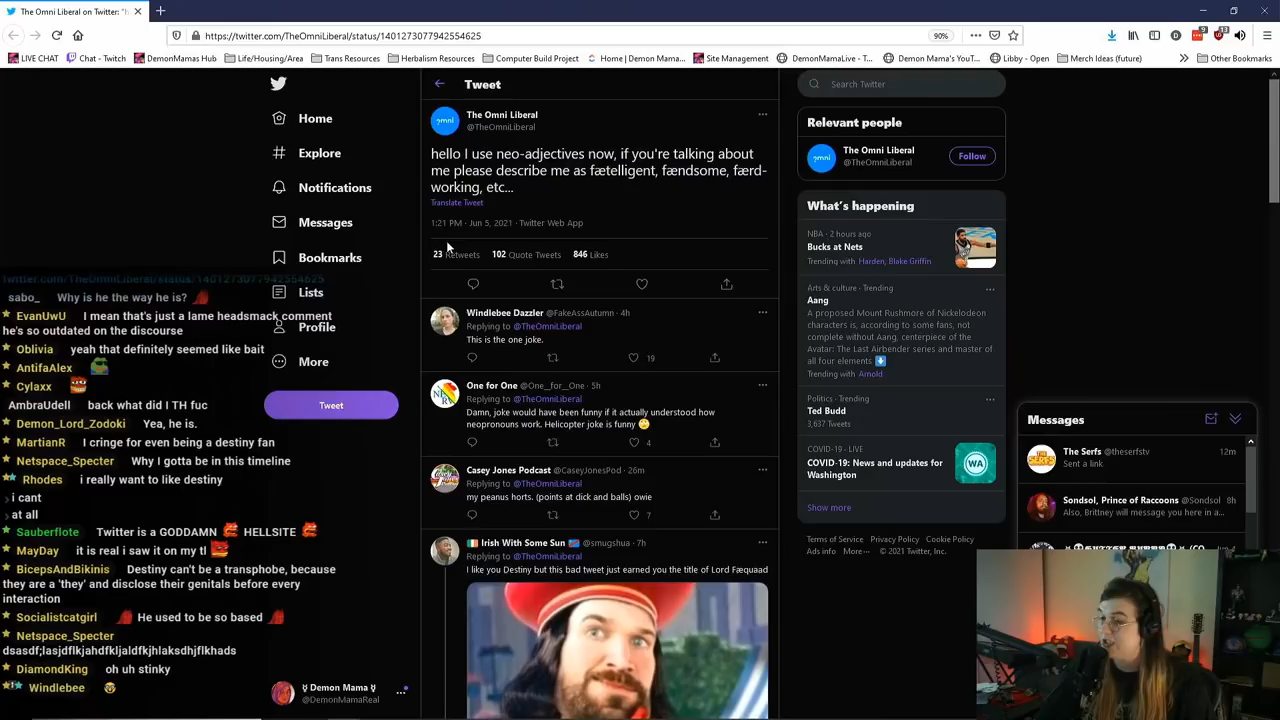 The Omni Liberal on Twitter: "h
https://twitter.com/TheOmniLiberal/status/1401273077942554625
90%
LIVE CHAT
Chat - Twitch
DemonMamas Hub
Life/Housing/Area
Trans Resources
Herbalism Resources
Computer Build Project
Home | Demon Mama...
Site Management
DemonMamaLive - T...
Demon Mama's YouT...
Libby - Open
Merch Ideas (future)
Other Bookmarks
Home
Explore
Notifications
Messages
Bookmarks
Lists
Profile
More
Tweet
☿ Demon Mama ☿
@DemonMamaReal
Tweet
The Omni Liberal
@TheOmniLiberal
hello I use neo-adjectives now, if you're talking about
me please describe me as fætelligent, fændsome, færd-
working, etc...
Translate Tweet
1:21 PM · Jun 5, 2021 · Twitter Web App
23 Retweets 102 Quote Tweets 846 Likes
Windlebee Dazzler @FakeAssAutumn · 4h
Replying to @TheOmniLiberal
This is the one joke.
19
One for One @One__for__One · 5h
Replying to @TheOmniLiberal
Damn, joke would have been funny if it actually understood how
neopronouns work. Helicopter joke is funny 🙄
4
Casey Jones Podcast @CaseyJonesPod · 26m
Replying to @TheOmniLiberal
my peanus horts. (points at dick and balls) owie
7
Irish With Some Sun @smugshua · 7h
Replying to @TheOmniLiberal
I like you Destiny but this bad tweet just earned you the title of Lord Fæquaad
Search Twitter
Relevant people
The Omni Liberal
@TheOmniLiberal
Follow
What's happening
NBA · 2 hours ago
Bucks at Nets
Trending with Harden, Blake Griffin
Arts & culture · Trending
Aang
A proposed Mount Rushmore of Nickelodeon
characters is, according to some fans, not
complete without Aang, centerpiece of the
Avatar: The Last Airbender series and master of
all four elements ⬇️
Trending with Arnold
Politics · Trending
Ted Budd
3,637 Tweets
COVID-19 · LIVE
COVID-19: News and updates for
Washington
WA
Show more
Terms of Service Privacy Policy Cookie Policy
Ads info More··· © 2021 Twitter, Inc.
Messages
The Serfs @theserfstv 12m
Sent a link
Sondsol, Prince of Raccoons @Sondsol 8h
Also, Brittney will message you here in a...
THE SERFS
twitter.com/TheOmniLiberal/status/1401273077942554625
sabo_ Why is he the way he is?
EvanUwU I mean that's just a lame headsmack comment
he's so outdated on the discourse
Oblivia yeah that definitely seemed like bait
AntifaAlex
Cylaxx
AmbraUdell back what did I TH fuc
Demon_Lord_Zodoki Yea, he is.
MartianR I cringe for even being a destiny fan
Netspace_Specter Why I gotta be in this timeline
Rhodes i really want to like destiny
i cant
at all
Sauberflote Twitter is a GODDAMN HELLSITE
MayDay it is real i saw it on my tl
BicepsAndBikinis Destiny can't be a transphobe, because
they are a 'they' and disclose their genitals before every
interaction
Socialistcatgirl He used to be so based
Netspace_Specter
dsasdf;lasjdflkjahdfkljaldfkjhlaksdhjflkhads
DiamondKing oh uh stinky
Windlebee